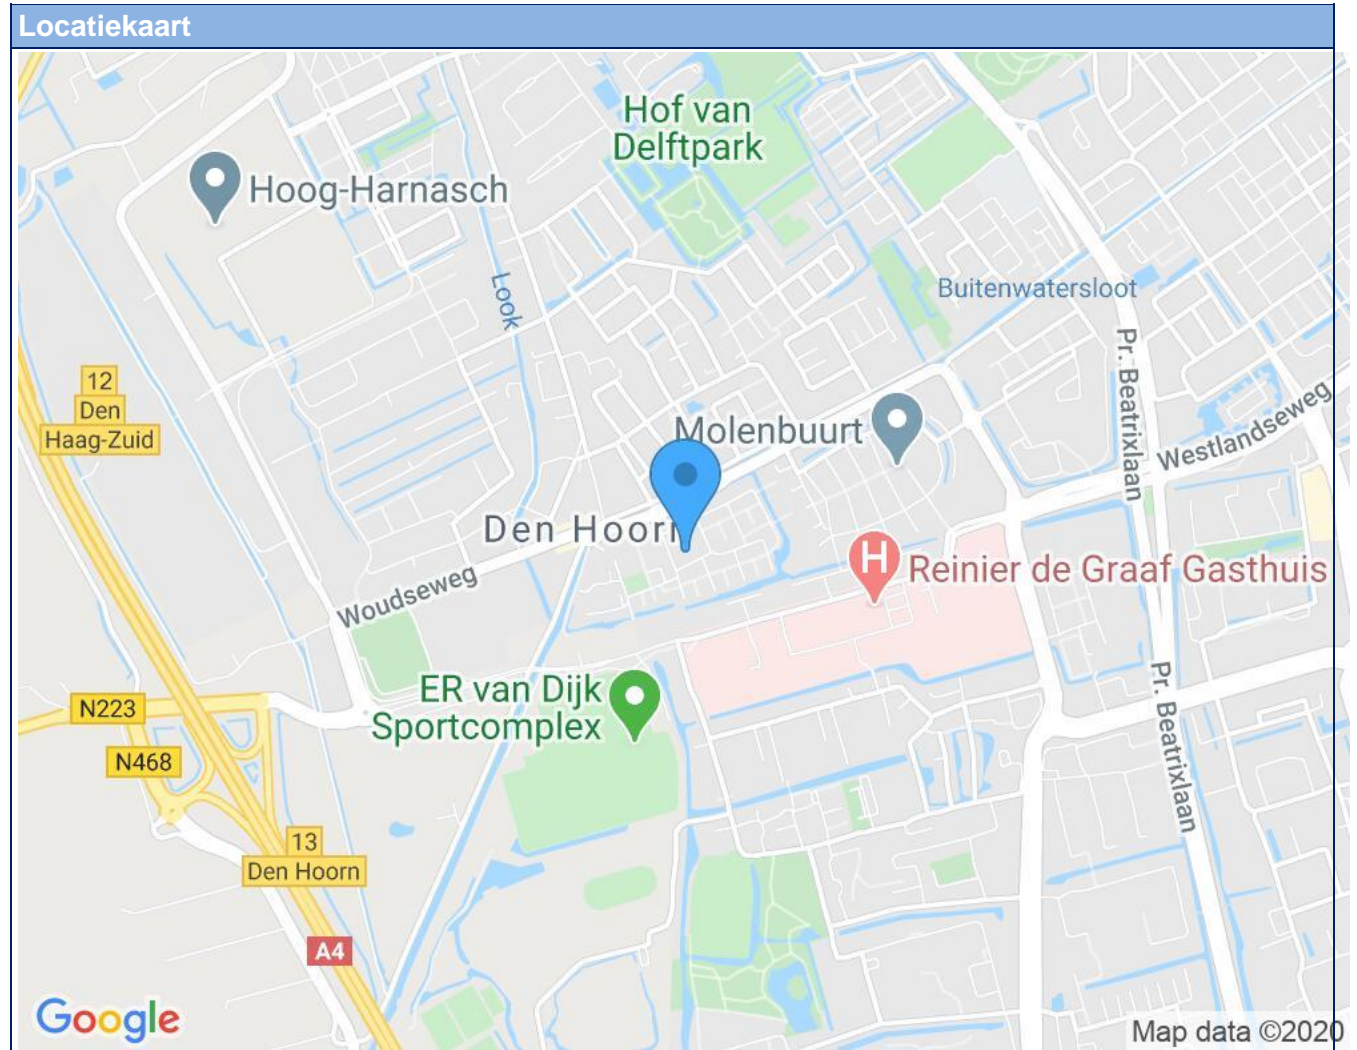 Locatiekaart
Hof van
Delftpark
Hoog-Harnasch
Look
Buitenwatersloot
Pr. Beatrixlaan
12
Den
Haag-Zuid
Molenbuurt
Westlandseweg
Den Hoorn
Reinier de Graaf Gasthuis
H
Woudseweg
ER van Dijk
Sportcomplex
Pr. Beatrixlaan
N223
N468
13
Den Hoorn
A4
Google
Map data ©2020